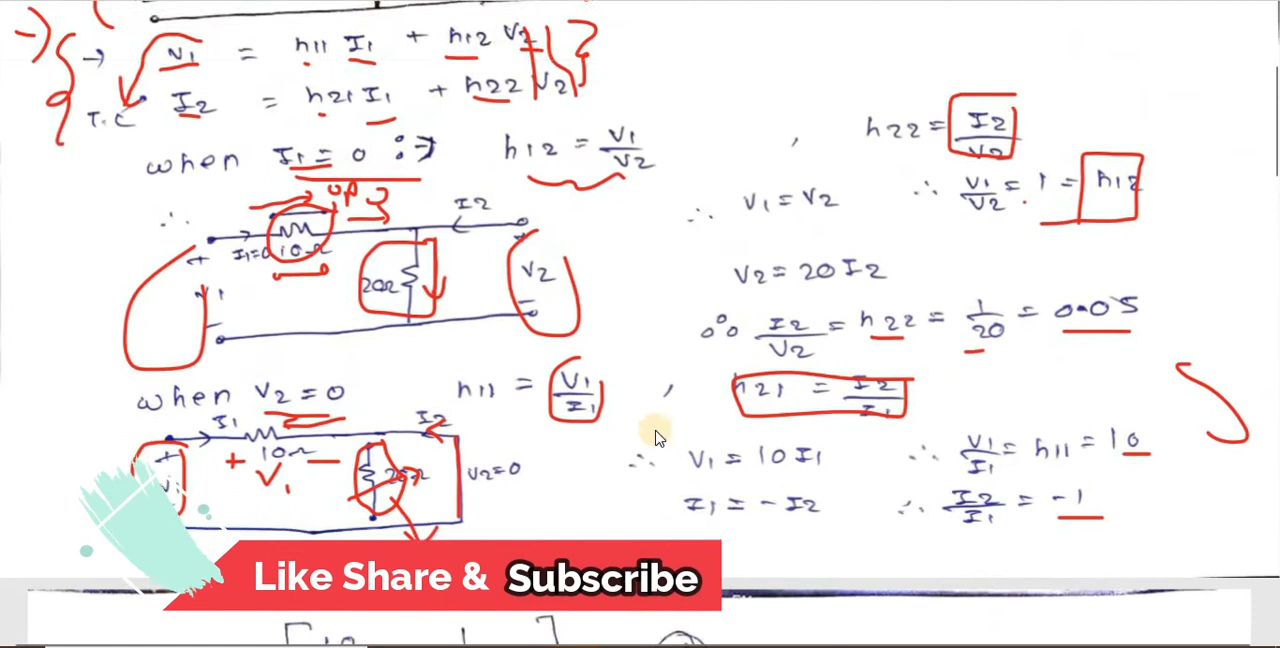 V1 = h11 I1 + h12 V2
I2 = h21 I1 + h22 V2
T.C
when I1 = 0 :→ h12 = V1/V2 , h22 = I2/V2
∴ V1 = V2 ∴ V1/V2 = 1 = h12
OP
I1=0 10Ω I2
+ V1 -
20Ω
+ V2 -
V2 = 20 I2
∴ I2/V2 = h22 = 1/20 = 0.05
when V2 = 0 h11 = V1/I1 , h21 = I2/I1
I1 10Ω I2
+ V1 -
20Ω
V2=0
∴ V1 = 10 I1 ∴ V1/I1 = h11 = 10
I1 = - I2 ∴ I2/I1 = -1
Like Share & Subscribe